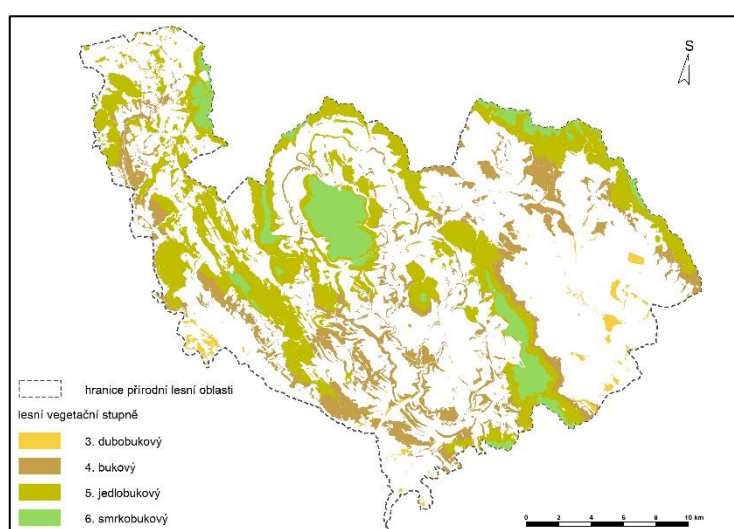 S
hranice přírodní lesní oblasti
lesní vegetační stupně
3. dubobukový
4. bukový
5. jedlobukový
6. smrkobukový
0 2 4 6 8 10 km